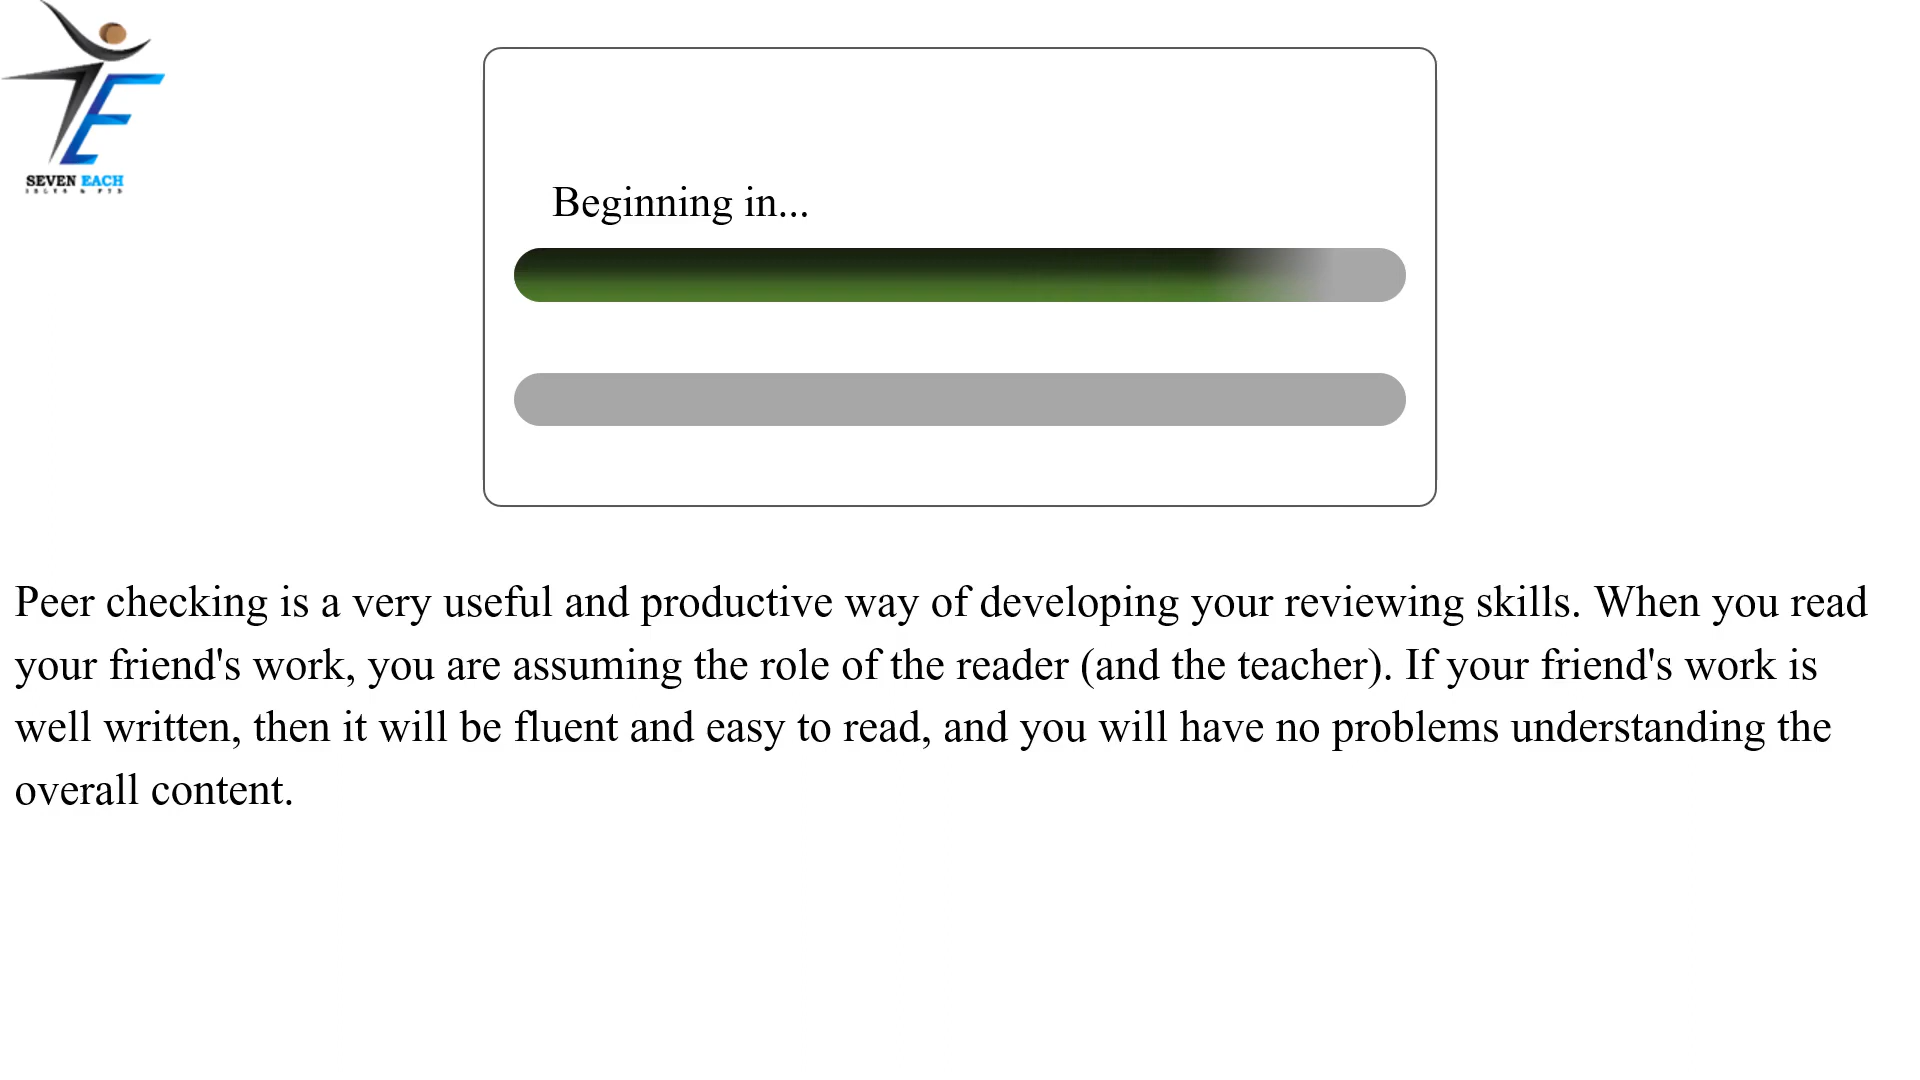 SEVEN EACH
Beginning in...
Peer checking is a very useful and productive way of developing your reviewing skills. When you read
your friend's work, you are assuming the role of the reader (and the teacher). If your friend's work is
well written, then it will be fluent and easy to read, and you will have no problems understanding the
overall content.